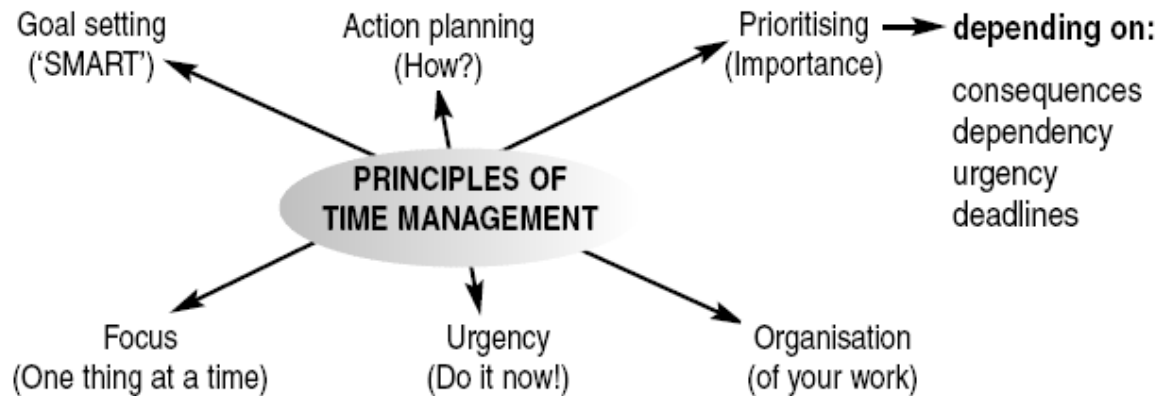 Goal setting
('SMART')
Action planning
(How?)
Prioritising
(Importance)
depending on:
consequences
dependency
urgency
deadlines
PRINCIPLES OF
TIME MANAGEMENT
Focus
(One thing at a time)
Urgency
(Do it now!)
Organisation
(of your work)